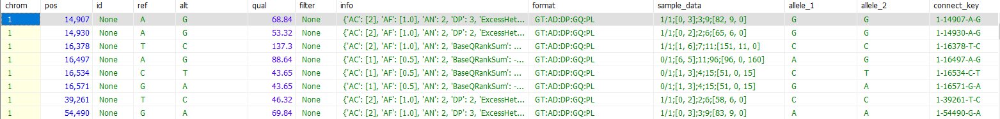 chrom pos id ref alt qual filter info format sample_data allele_1 allele_2 connect_key
1 14,907 None A G 68.84 None {'AC': [2], 'AF': [1.0], 'AN': 2, 'DP': 3, 'ExcessHet... GT:AD:DP:GQ:PL 1/1;[0, 3];3;9;[82, 9, 0] G G 1-14907-A-G
1 14,930 None A G 53.32 None {'AC': [2], 'AF': [1.0], 'AN': 2, 'DP': 2, 'ExcessHet... GT:AD:DP:GQ:PL 1/1;[0, 2];2;6;[65, 6, 0] G G 1-14930-A-G
1 16,378 None T C 137.3 None {'AC': [2], 'AF': [1.0], 'AN': 2, 'BaseQRankSum': ... GT:AD:DP:GQ:PL 1/1;[1, 6];7;11;[151, 11, 0] C C 1-16378-T-C
1 16,497 None A G 88.64 None {'AC': [1], 'AF': [0.5], 'AN': 2, 'BaseQRankSum': -... GT:AD:DP:GQ:PL 0/1;[6, 5];11;96;[96, 0, 160] A G 1-16497-A-G
1 16,534 None C T 43.65 None {'AC': [1], 'AF': [0.5], 'AN': 2, 'BaseQRankSum': ... GT:AD:DP:GQ:PL 0/1;[1, 3];4;15;[51, 0, 15] C T 1-16534-C-T
1 16,571 None G A 43.65 None {'AC': [1], 'AF': [0.5], 'AN': 2, 'BaseQRankSum': -... GT:AD:DP:GQ:PL 0/1;[1, 3];4;15;[51, 0, 15] G A 1-16571-G-A
1 39,261 None T C 46.32 None {'AC': [2], 'AF': [1.0], 'AN': 2, 'DP': 2, 'ExcessHet... GT:AD:DP:GQ:PL 1/1;[0, 2];2;6;[58, 6, 0] C C 1-39261-T-C
1 54,490 None G A 69.84 None {'AC': [2], 'AF': [1.0], 'AN': 2, 'DP': 3, 'ExcessHet... GT:AD:DP:GQ:PL 1/1;[0, 3];3;9;[83, 9, 0] A A 1-54490-G-A